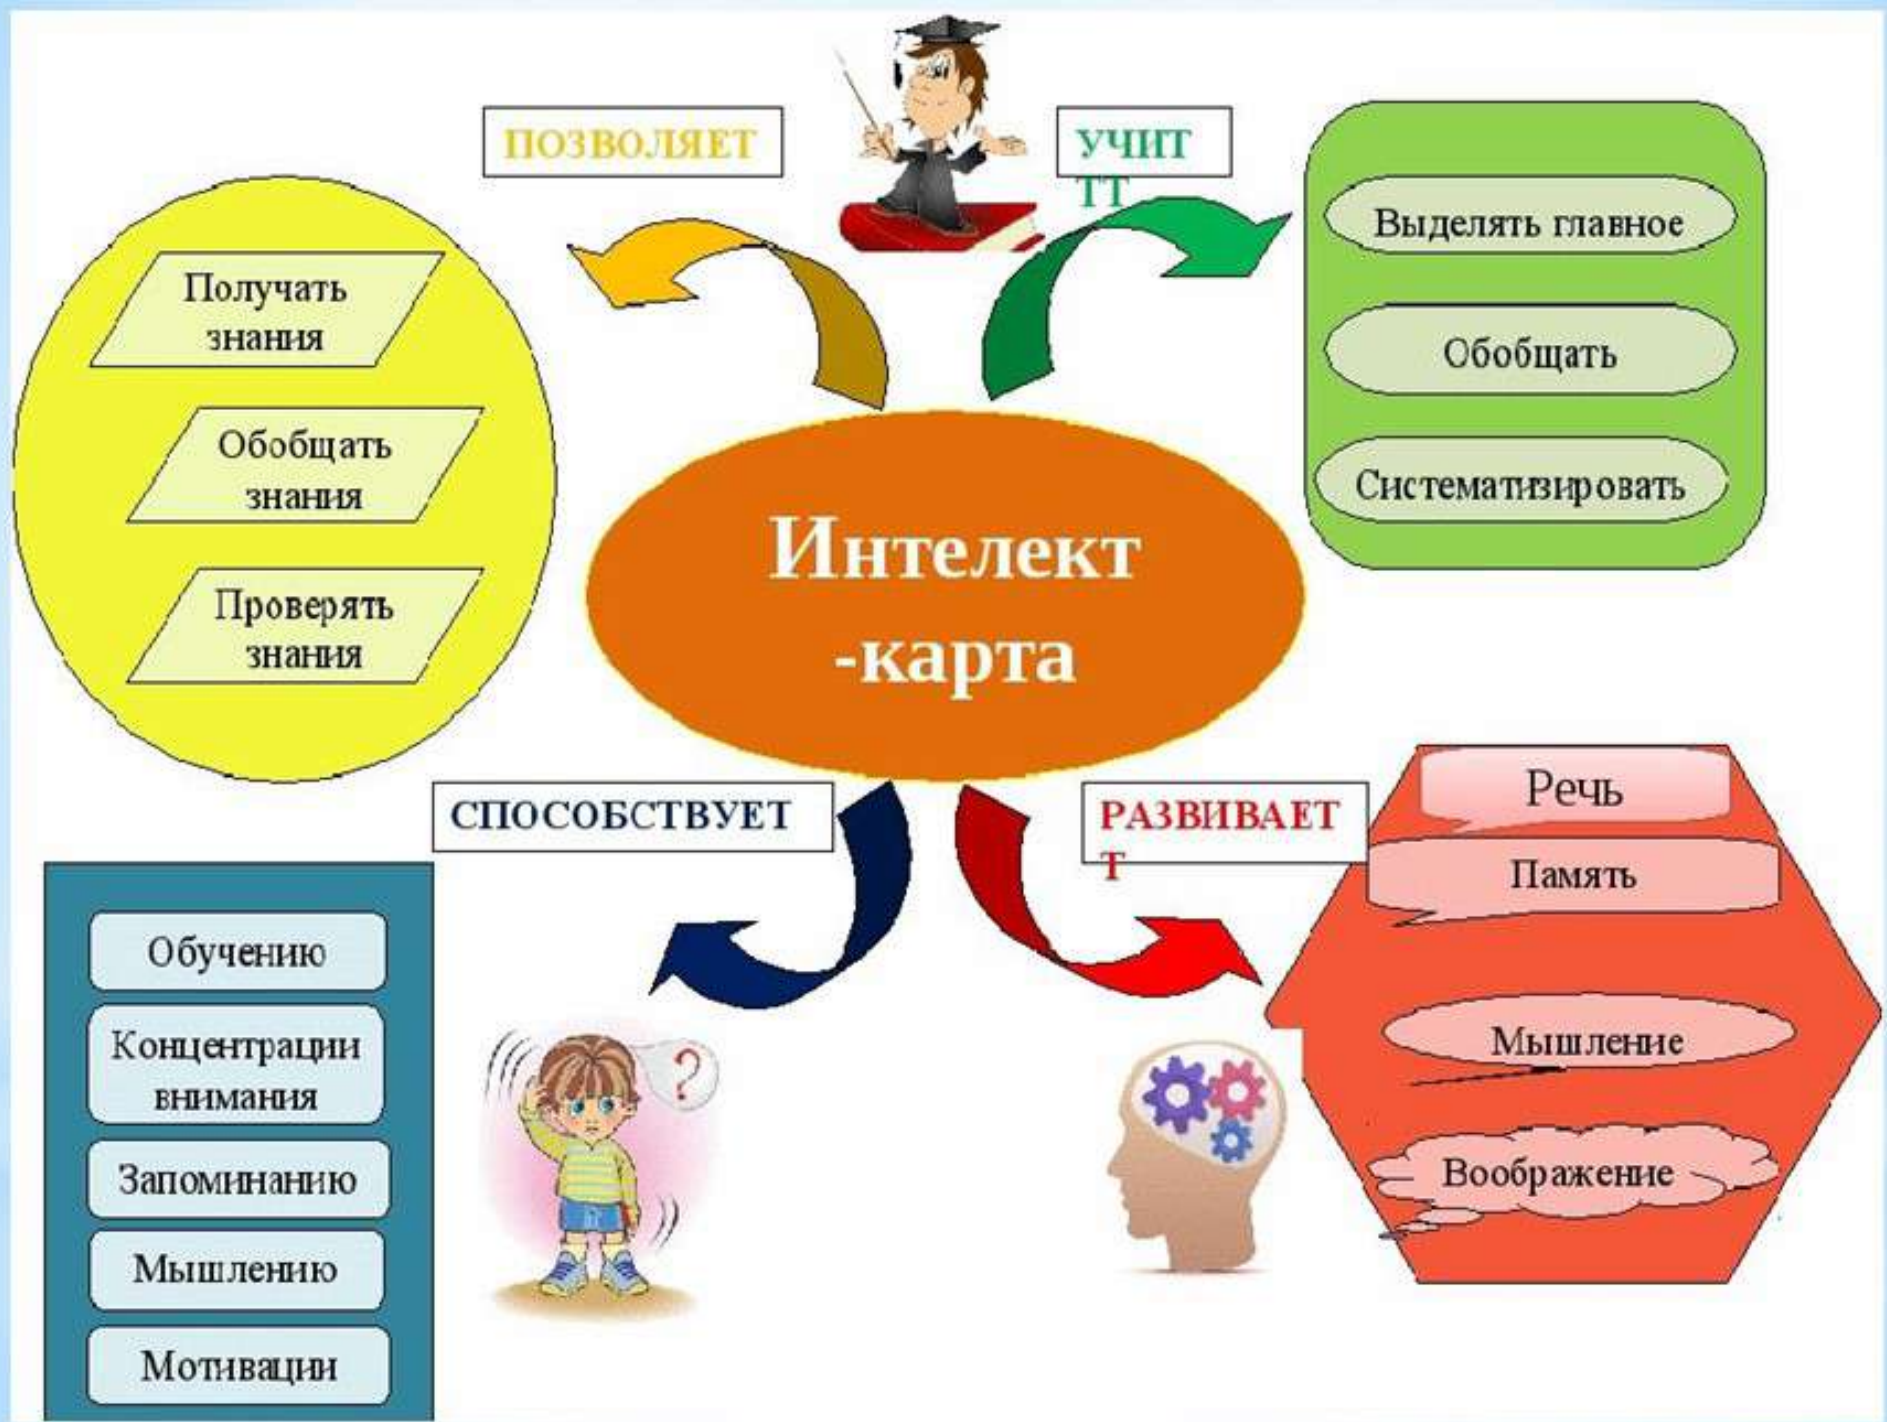 ПОЗВОЛЯЕТ
Получать
знания
Обобщать
знания
Проверять
знания
УЧИТ
ТТ
Выделять главное
Обобщать
Систематизировать
Интелект
-карта
СПОСОБСТВУЕТ
Обучению
Концентрации
внимания
Запоминанию
Мышлению
Мотивации
РАЗВИВАЕТ
Т
Речь
Память
Мышление
Воображение
?